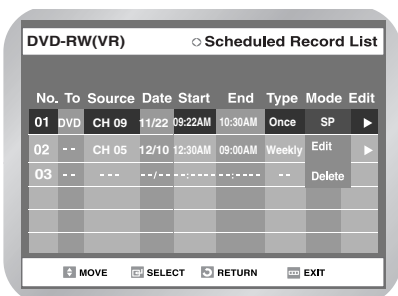 DVD-RW(VR) Scheduled Record List
No. To Source Date Start End Type Mode Edit
01 DVD CH 09 11/22 09:22AM 10:30AM Once SP ►
02 -- CH 05 12/10 12:30AM 09:00AM Weekly Edit ►
03 -- --- --/-- --:-- --:-- -- Delete
MOVE SELECT RETURN EXIT